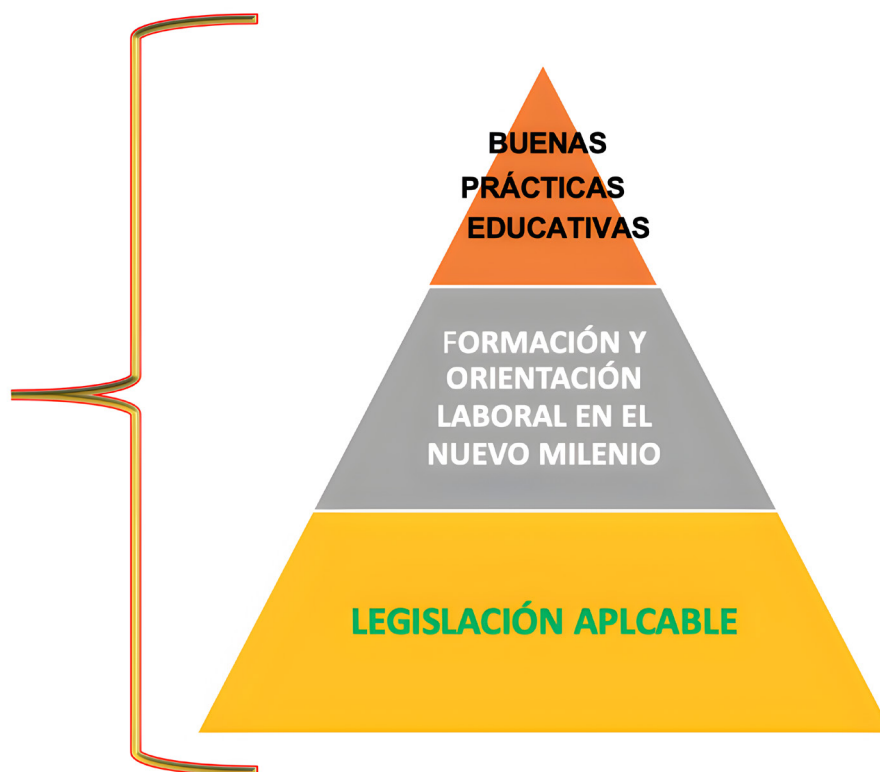 BUENAS
PRÁCTICAS
EDUCATIVAS
FORMACIÓN Y
ORIENTACIÓN
LABORAL EN EL
NUEVO MILENIO
LEGISLACIÓN APLCABLE